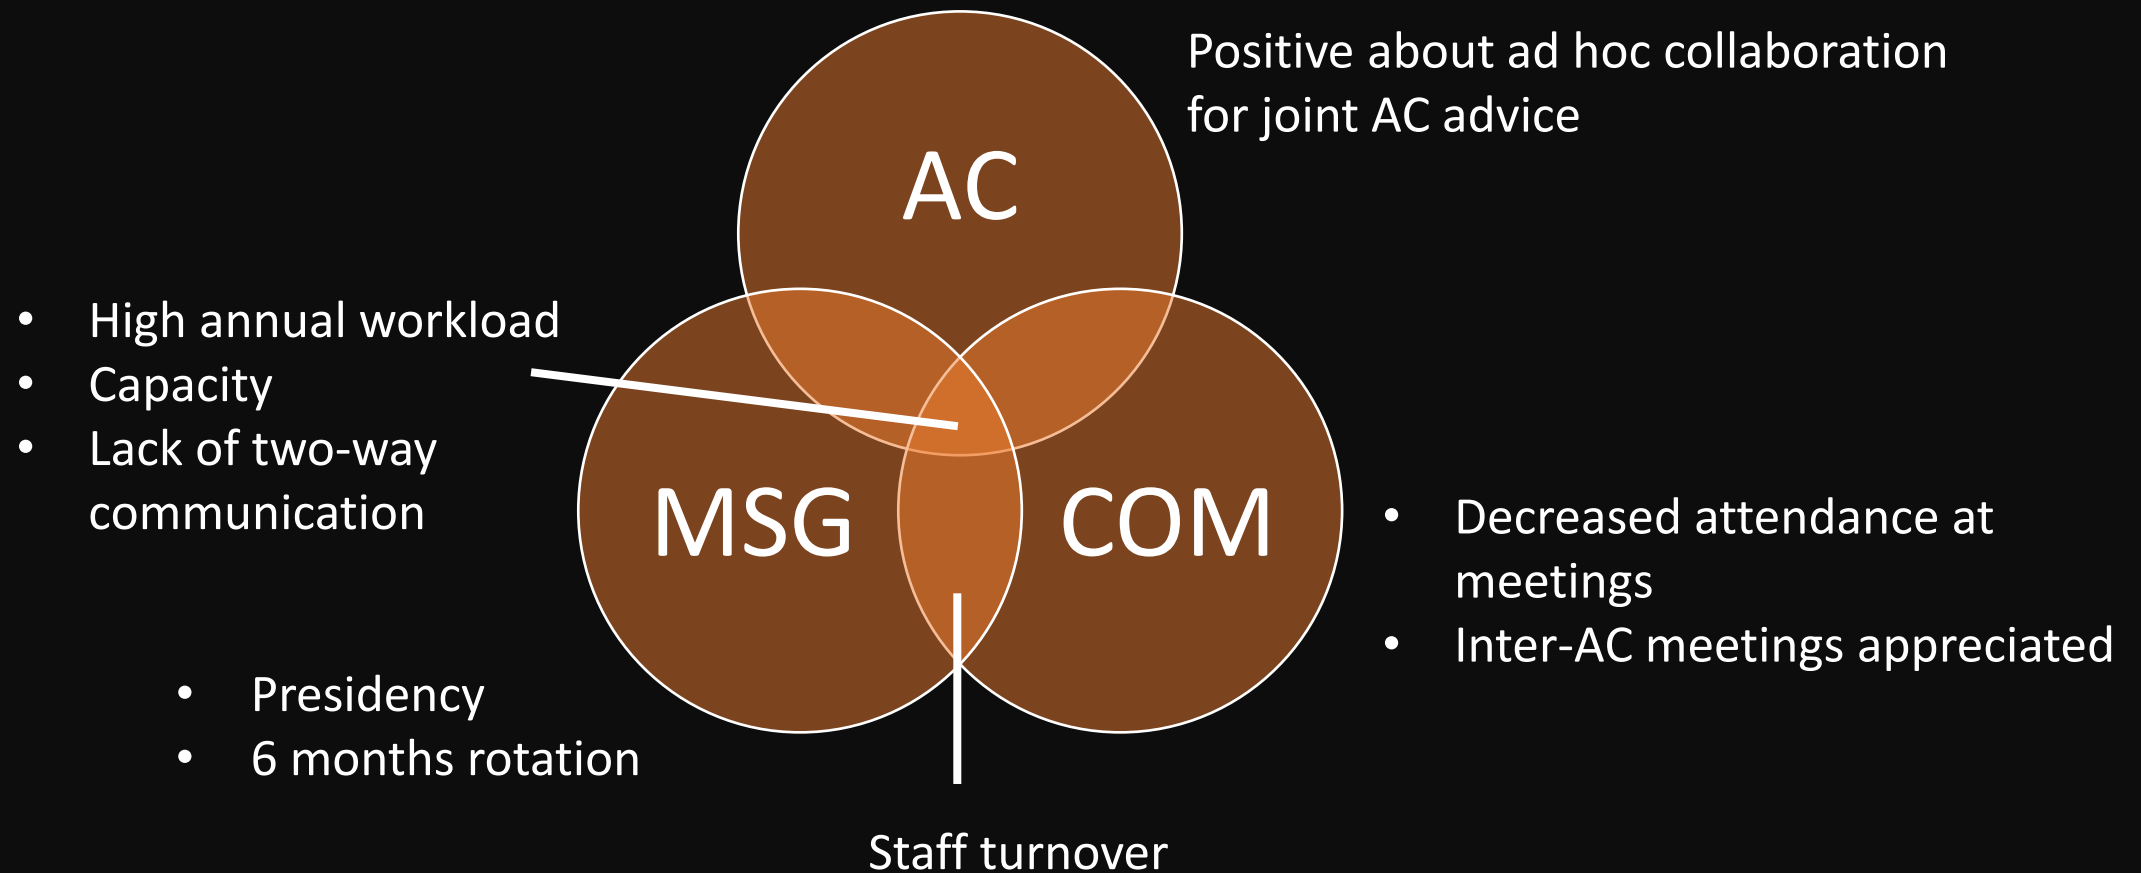 Positive about ad hoc collaboration
for joint AC advice
AC
• High annual workload
• Capacity
• Lack of two-way
communication
MSG
COM
• Decreased attendance at
meetings
• Inter-AC meetings appreciated
• Presidency
• 6 months rotation
Staff turnover